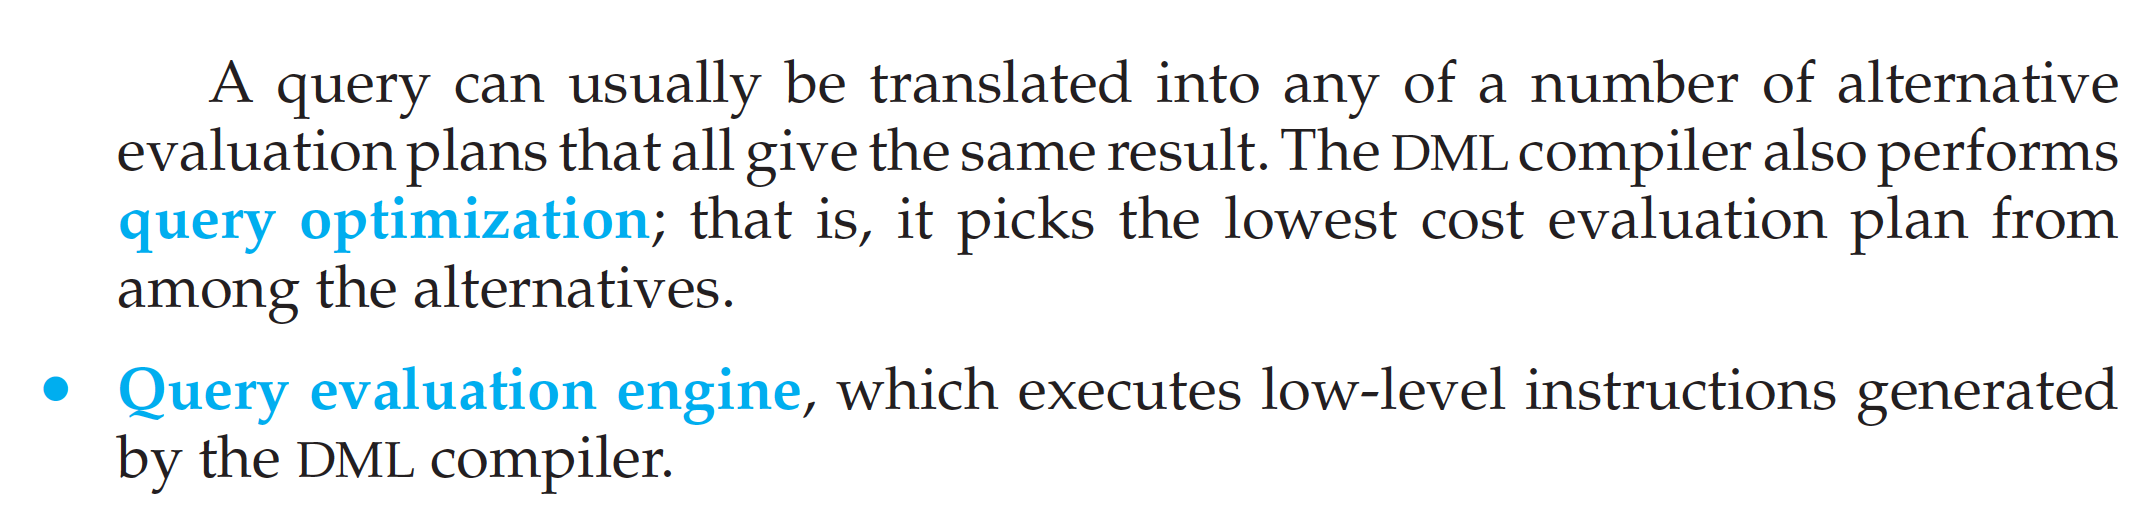 A query can usually be translated into any of a number of alternative
evaluation plans that all give the same result. The DML compiler also performs
query optimization; that is, it picks the lowest cost evaluation plan from
among the alternatives.
• Query evaluation engine, which executes low-level instructions generated
by the DML compiler.